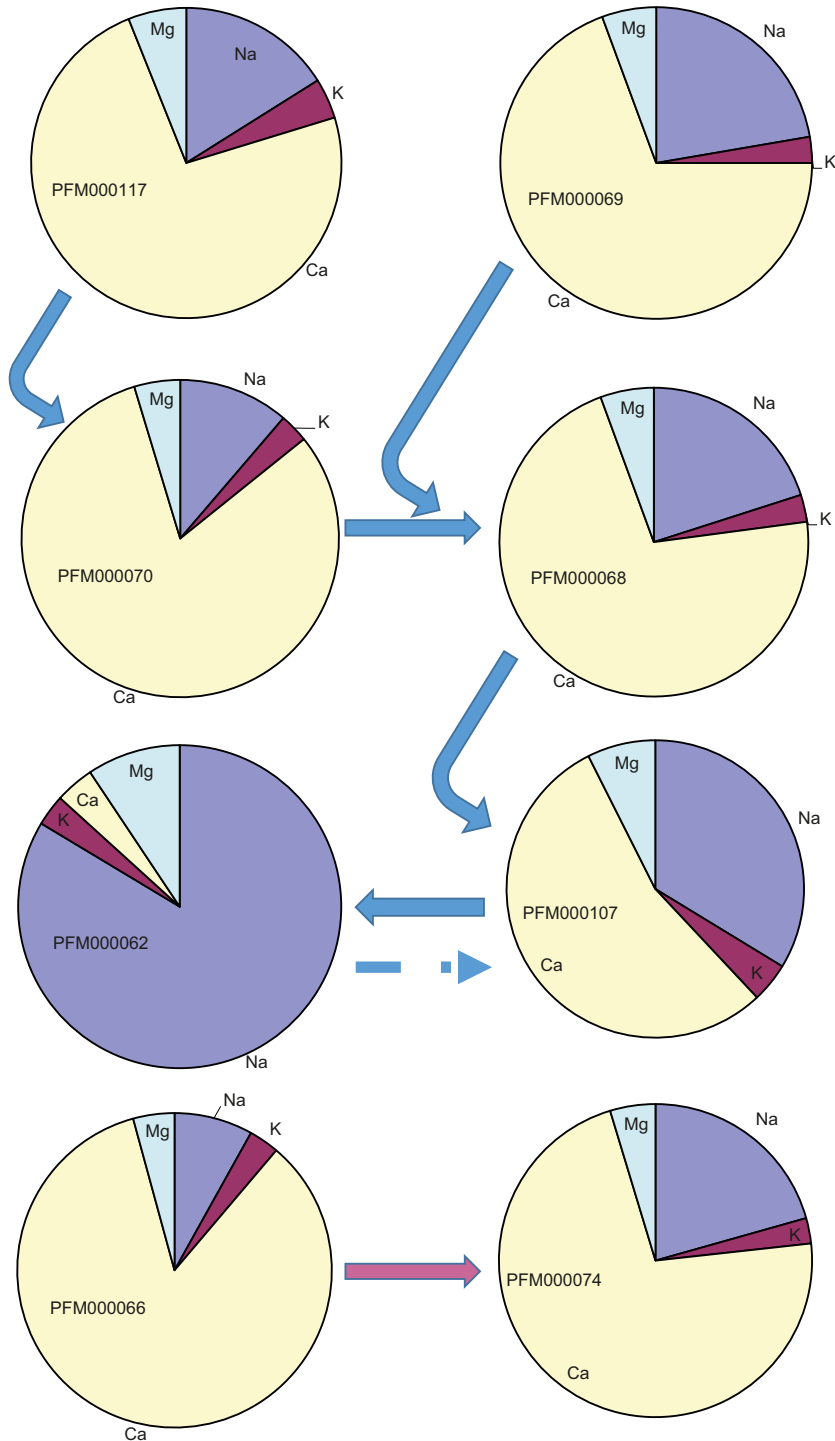 Mg
Na
K
PFM000117
Ca
Mg
Na
K
PFM000069
Ca
Mg
Na
K
PFM000070
Ca
Mg
Na
K
PFM000068
Ca
Mg
Ca
K
PFM000062
Na
Mg
Na
PFM000107
Ca
K
Mg
Na
K
PFM000066
Ca
Mg
Na
K
PFM000074
Ca